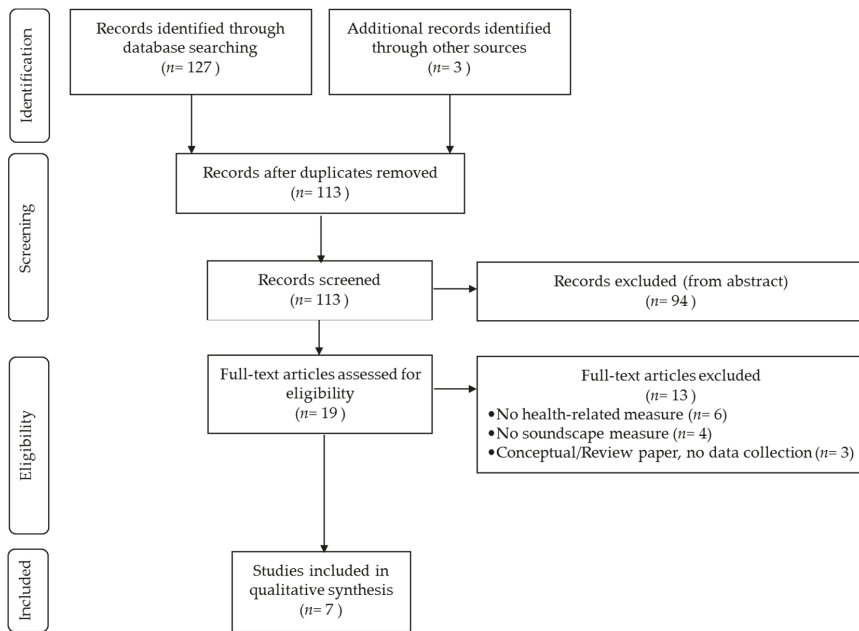 Identification
Records identified through
database searching
(n= 127 )
Additional records identified
through other sources
(n= 3 )
Screening
Records after duplicates removed
(n= 113 )
Records screened
(n= 113 )
Records excluded (from abstract)
(n= 94 )
Eligibility
Full-text articles assessed for
eligibility
(n= 19 )
Full-text articles excluded
(n= 13 )
•No health-related measure (n= 6)
•No soundscape measure (n= 4)
•Conceptual/Review paper, no data collection (n= 3)
Included
Studies included in
qualitative synthesis
(n= 7 )